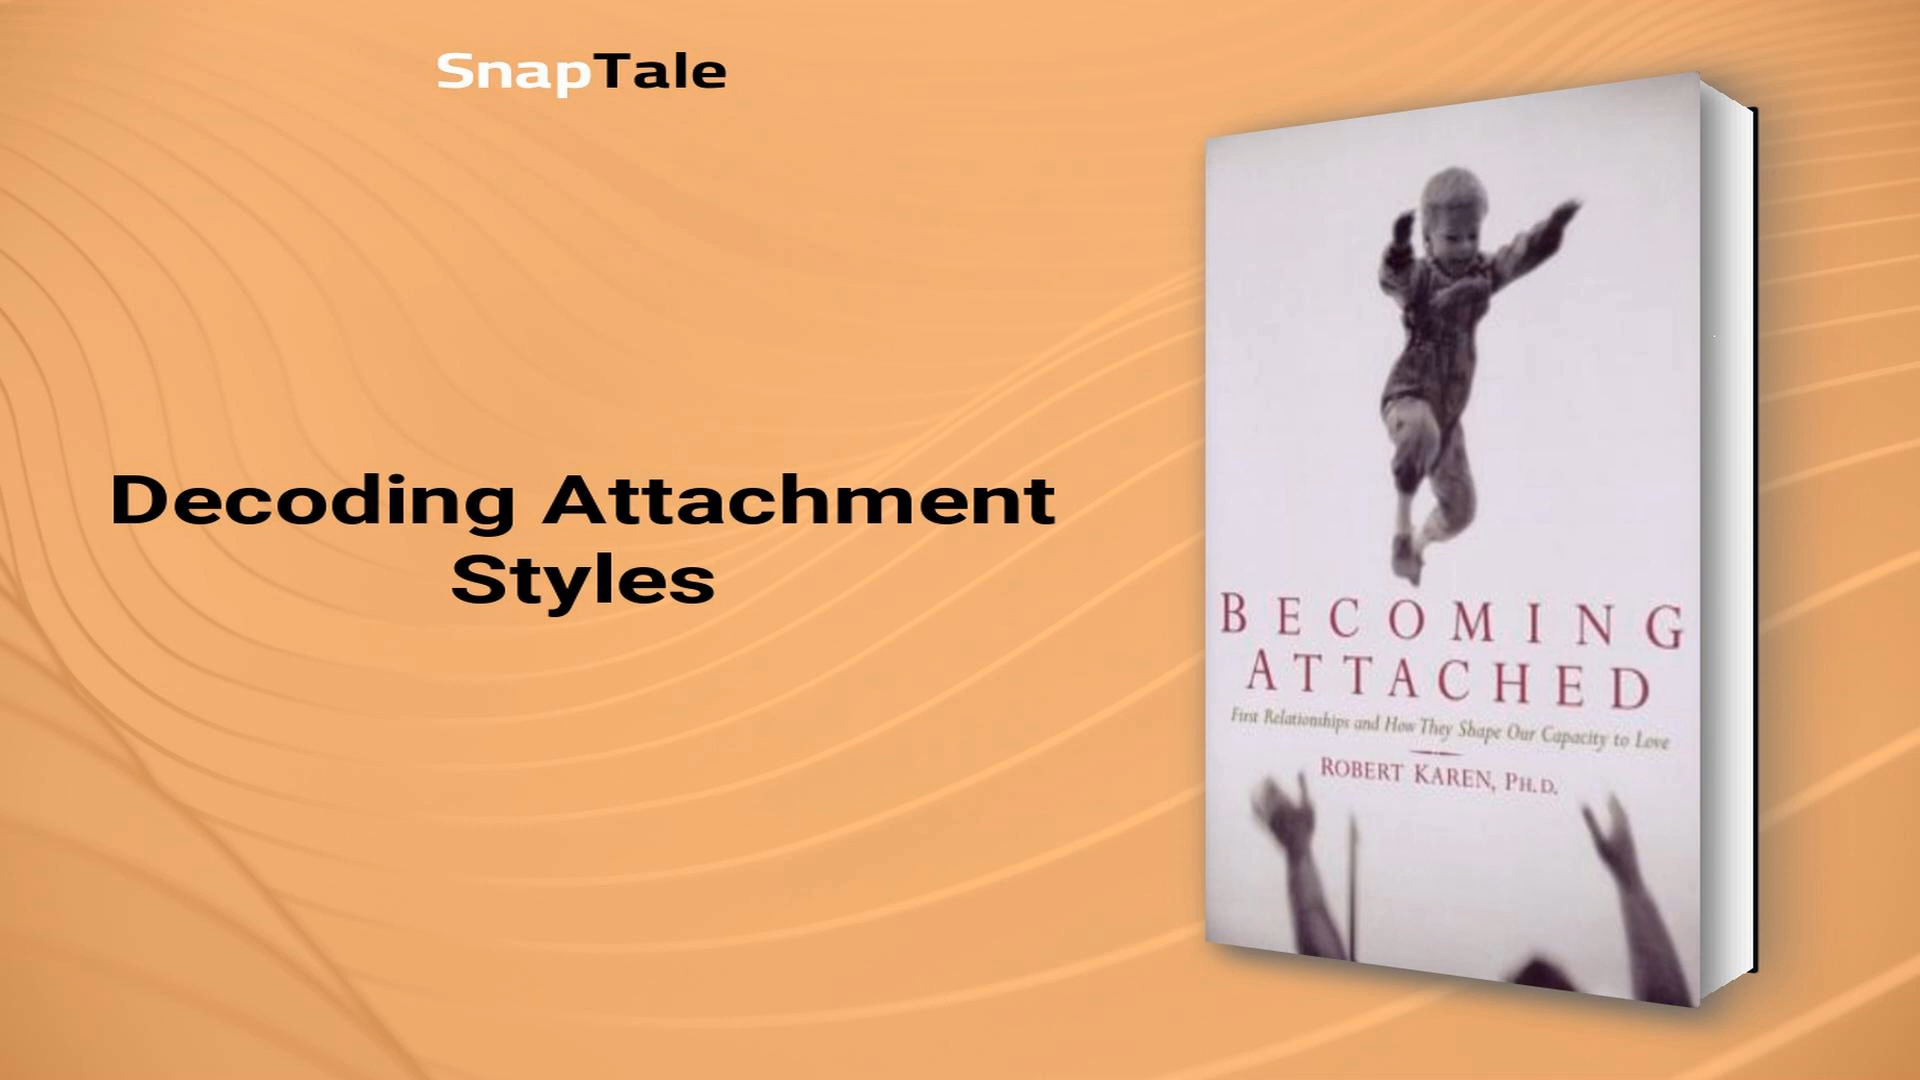 SnapTale
Decoding Attachment
Styles
BECOMING
ATTACHED
First Relationships and How They Shape Our Capacity to Love
ROBERT KAREN, PH.D.